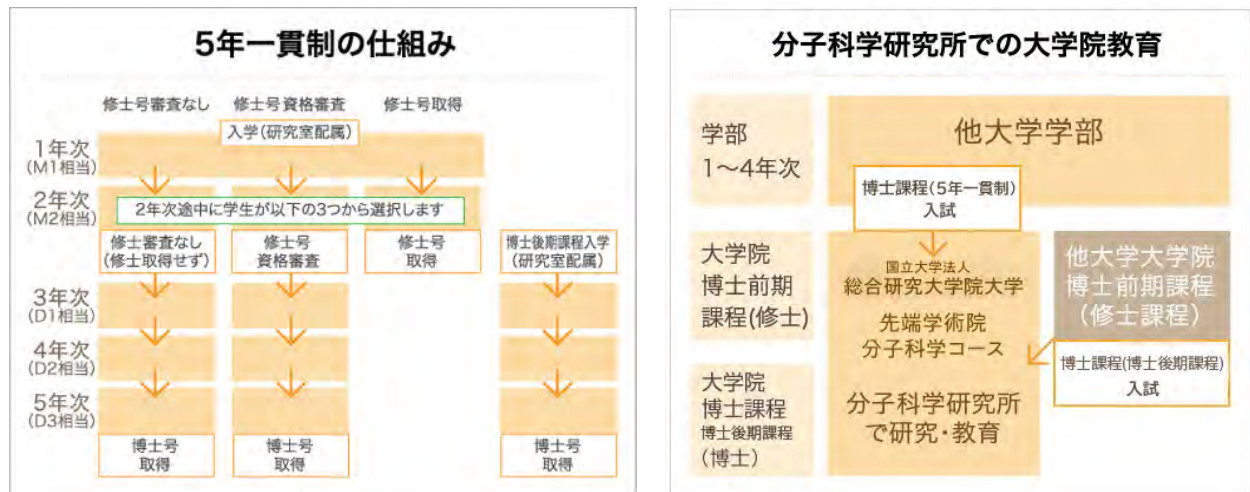 5年一貫制の仕組み
修士号審査なし 修士号資格審査 修士号取得
入学(研究室配属)
1年次
(M1相当)
2年次
(M2相当)
2年次途中に学生が以下の3つから選択します
修士審査なし
(修士取得せず)
修士号
資格審査
修士号
取得
博士後期課程入学
(研究室配属)
3年次
(D1相当)
4年次
(D2相当)
5年次
(D3相当)
博士号
取得
博士号
取得
博士号
取得
分子科学研究所での大学院教育
学部
1〜4年次
他大学学部
博士課程(5年一貫制)
入試
大学院
博士前期
課程(修士)
国立大学法人
総合研究大学院大学
先端学術院
分子科学コース
他大学大学院
博士前期課程
(修士課程)
博士課程(博士後期課程)
入試
大学院
博士課程
博士後期課程
(博士)
分子科学研究所
で研究・教育